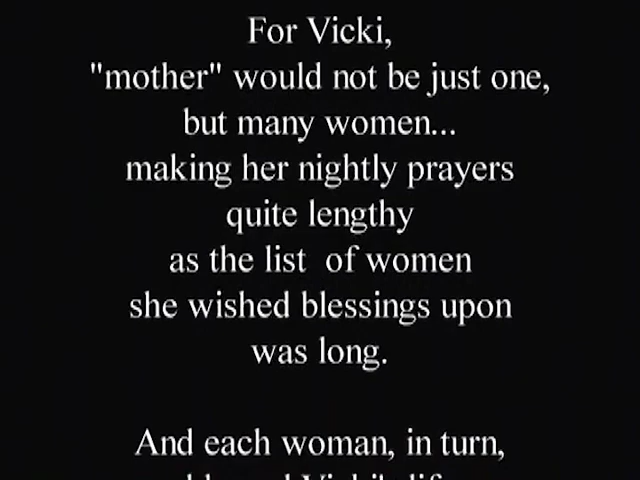 For Vicki,
"mother" would not be just one,
but many women...
making her nightly prayers
quite lengthy
as the list of women
she wished blessings upon
was long.
And each woman, in turn,